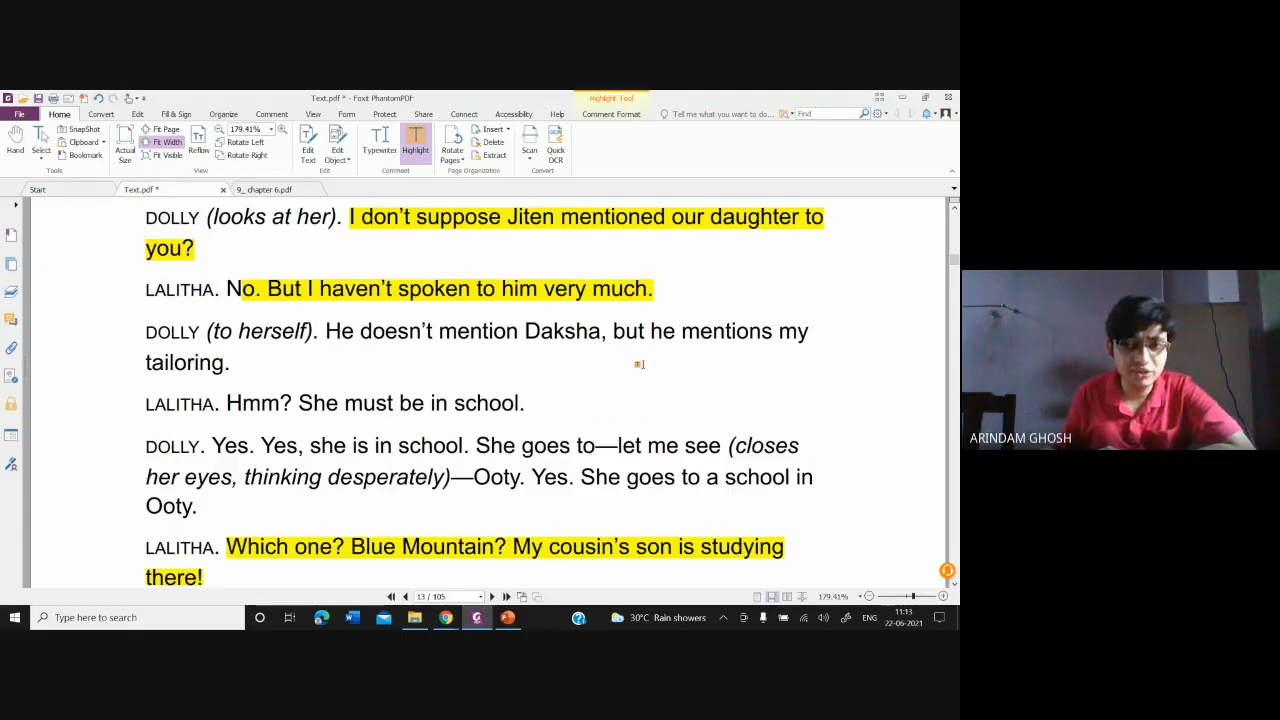 Text.pdf * - Foxit PhantomPDF
Highlight Tool
File Home Convert Edit Fill & Sign Organize Comment View Form Protect Share Connect Accessibility Help Comment Format Tell me what you want to do... Find
Hand Select SnapShot Clipboard Bookmark Actual Size Fit Page Fit Width Fit Visible Reflow 179.41% Rotate Left Rotate Right Edit Text Edit Object Typewriter Highlight Rotate Pages Insert Delete Extract Scan Quick OCR
Tools View Edit Comment Page Organization Convert
Start Text.pdf * 9_ chapter 6.pdf
DOLLY (looks at her). I don’t suppose Jiten mentioned our daughter to
you?
LALITHA. No. But I haven’t spoken to him very much.
DOLLY (to herself). He doesn’t mention Daksha, but he mentions my
tailoring.
LALITHA. Hmm? She must be in school.
DOLLY. Yes. Yes, she is in school. She goes to—let me see (closes
her eyes, thinking desperately)—Ooty. Yes. She goes to a school in
Ooty.
LALITHA. Which one? Blue Mountain? My cousin’s son is studying
there!
ARINDAM GHOSH
13 / 105 179.41%
Type here to search 30°C Rain showers ENG 11:13
22-06-2021